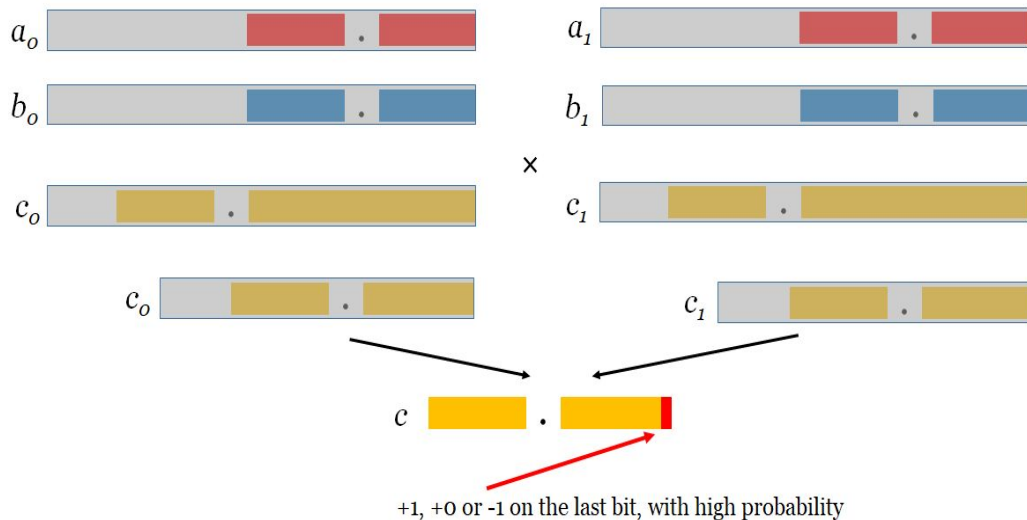 a₀ . a₁ .
b₀ . b₁ .
×
c₀ . c₁ .
c₀ . c₁ .
c .
+1, +0 or -1 on the last bit, with high probability